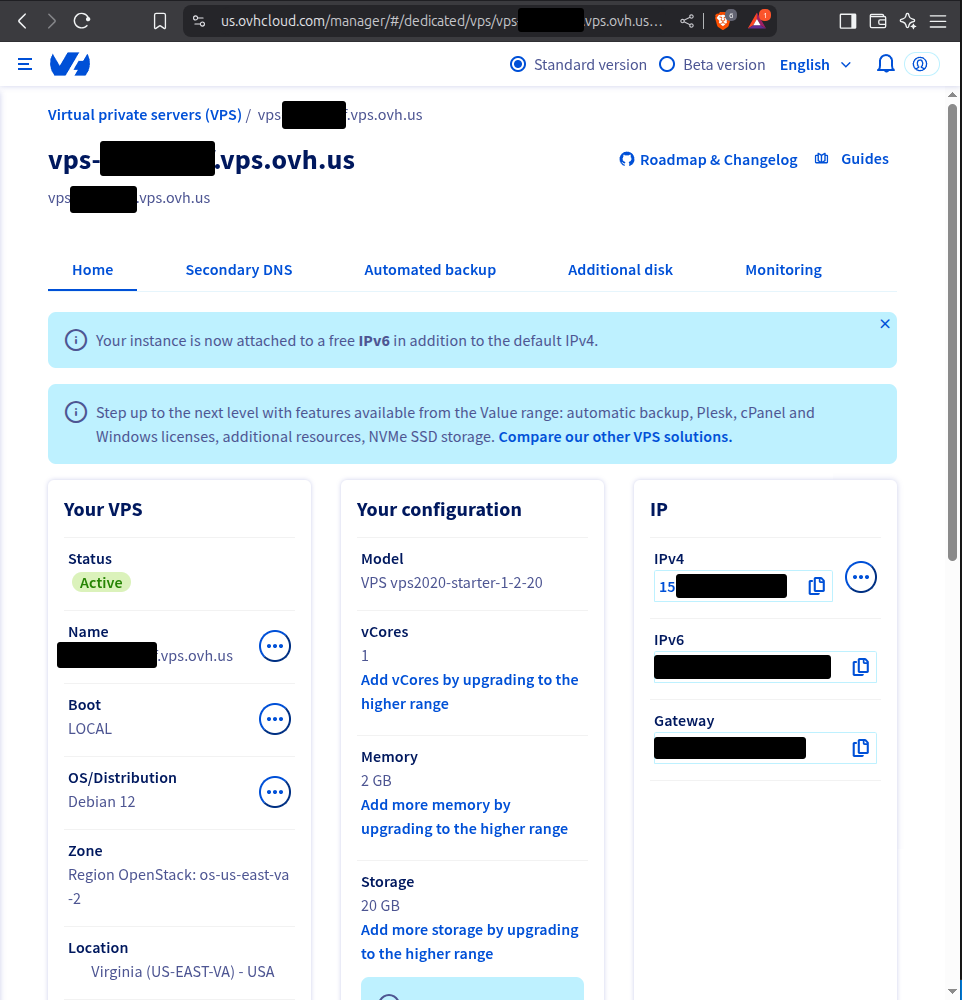 us.ovhcloud.com/manager/#/dedicated/vps/vps .vps.ovh.us… 6 1
Standard version Beta version English
Virtual private servers (VPS) / vps .vps.ovh.us
vps- .vps.ovh.us
Roadmap & Changelog Guides
vps .vps.ovh.us
Home Secondary DNS Automated backup Additional disk Monitoring
Your instance is now attached to a free IPv6 in addition to the default IPv4.
Step up to the next level with features available from the Value range: automatic backup, Plesk, cPanel and
Windows licenses, additional resources, NVMe SSD storage. Compare our other VPS solutions.
Your VPS
Status
Active
Name
.vps.ovh.us
Boot
LOCAL
OS/Distribution
Debian 12
Zone
Region OpenStack: os-us-east-va
-2
Location
Virginia (US-EAST-VA) - USA
Your configuration
Model
VPS vps2020-starter-1-2-20
vCores
1
Add vCores by upgrading to the
higher range
Memory
2 GB
Add more memory by
upgrading to the higher range
Storage
20 GB
Add more storage by upgrading
to the higher range
IP
IPv4
15
IPv6
Gateway